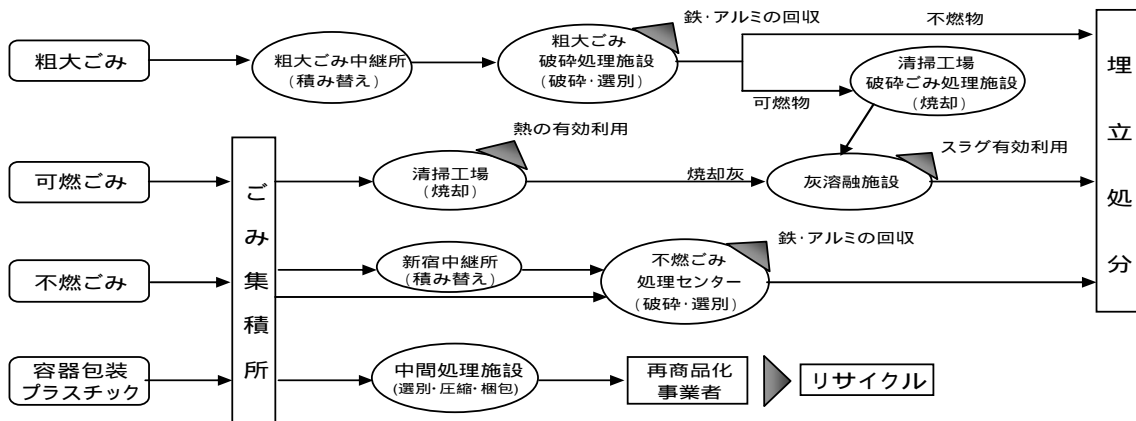 鉄・アルミの回収
不燃物
粗大ごみ
粗大ごみ中継所
(積み替え)
粗大ごみ
破砕処理施設
(破砕・選別)
可燃物
清掃工場
破砕ごみ処理施設
(焼却)
埋立処分
熱の有効利用
スラグ有効利用
可燃ごみ
ごみ集積所
清掃工場
(焼却)
焼却灰
灰溶融施設
鉄・アルミの回収
不燃ごみ
新宿中継所
(積み替え)
不燃ごみ
処理センター
(破砕・選別)
容器包装
プラスチック
中間処理施設
(選別・圧縮・梱包)
再商品化
事業者
リサイクル